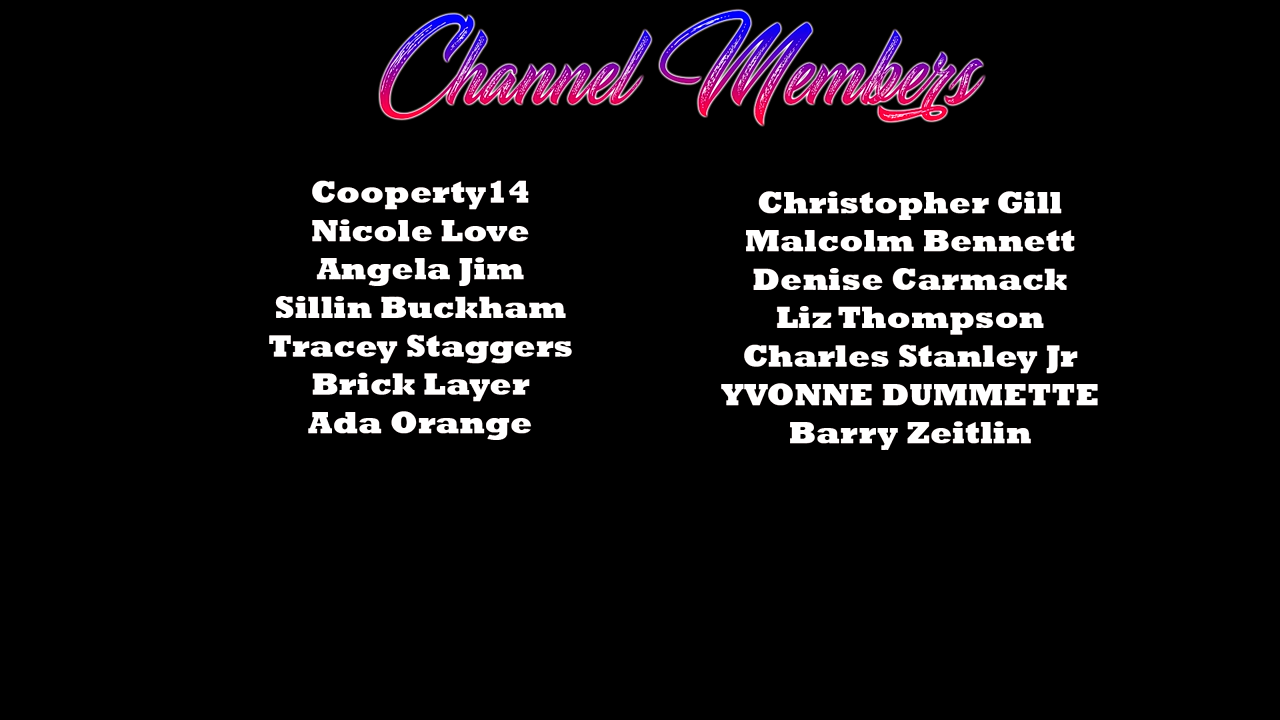 Channel Members
Cooperty14
Nicole Love
Angela Jim
Sillin Buckham
Tracey Staggers
Brick Layer
Ada Orange
Christopher Gill
Malcolm Bennett
Denise Carmack
Liz Thompson
Charles Stanley Jr
YVONNE DUMMETTE
Barry Zeitlin